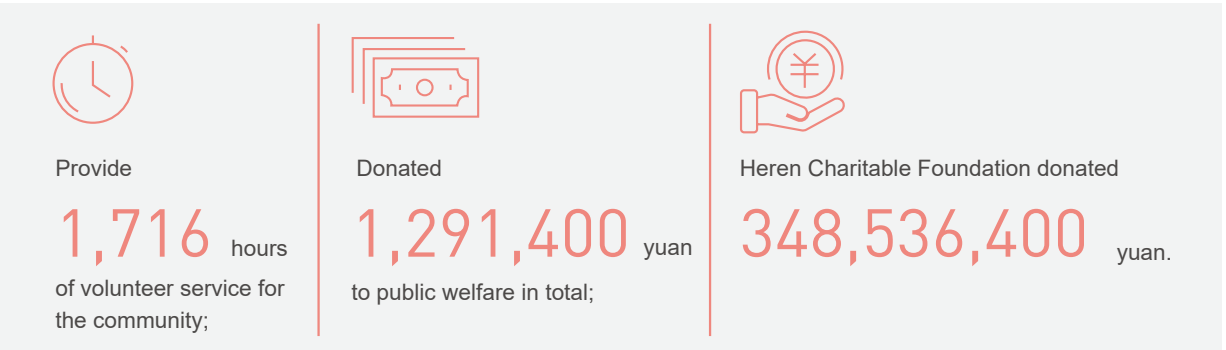 Provide
1,716 hours
of volunteer service for
the community;
Donated
1,291,400 yuan
to public welfare in total;
Heren Charitable Foundation donated
348,536,400 yuan.